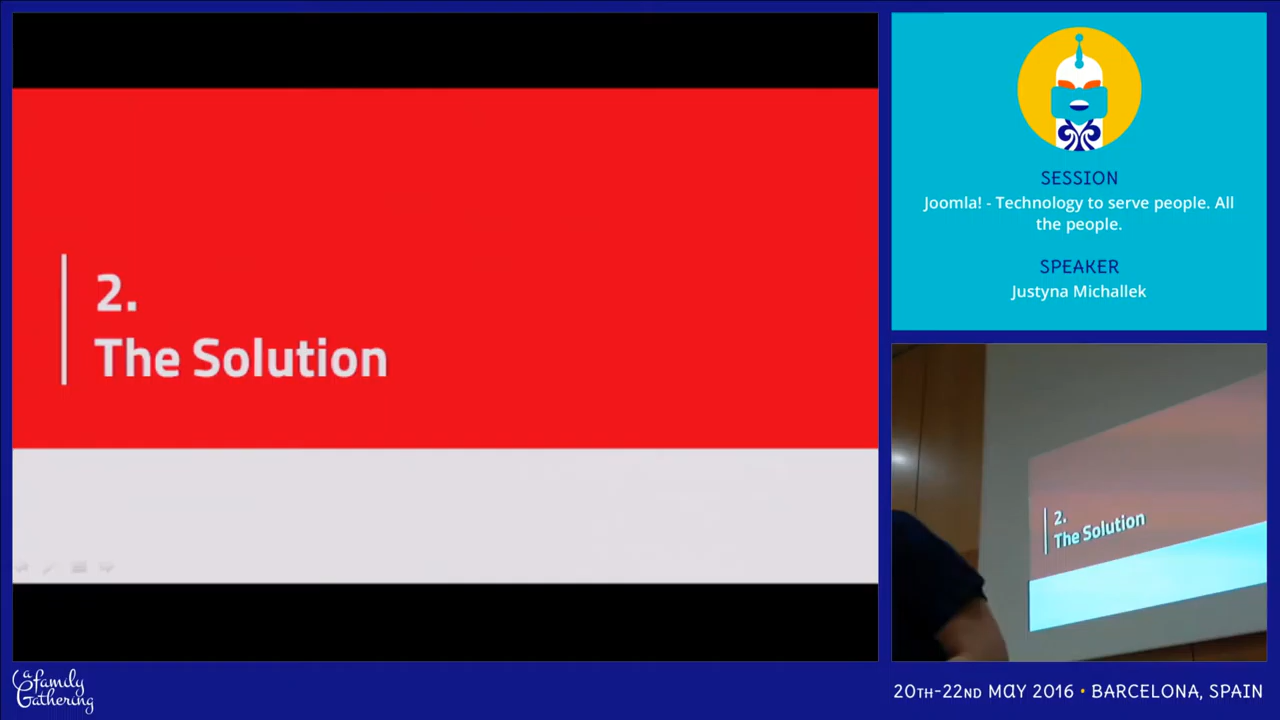 2.
The Solution
SESSION
Joomla! - Technology to serve people. All
the people.
SPEAKER
Justyna Michallek
2.
The Solution
a family
Gathering
20TH-22ND MAY 2016 • BARCELONA, SPAIN